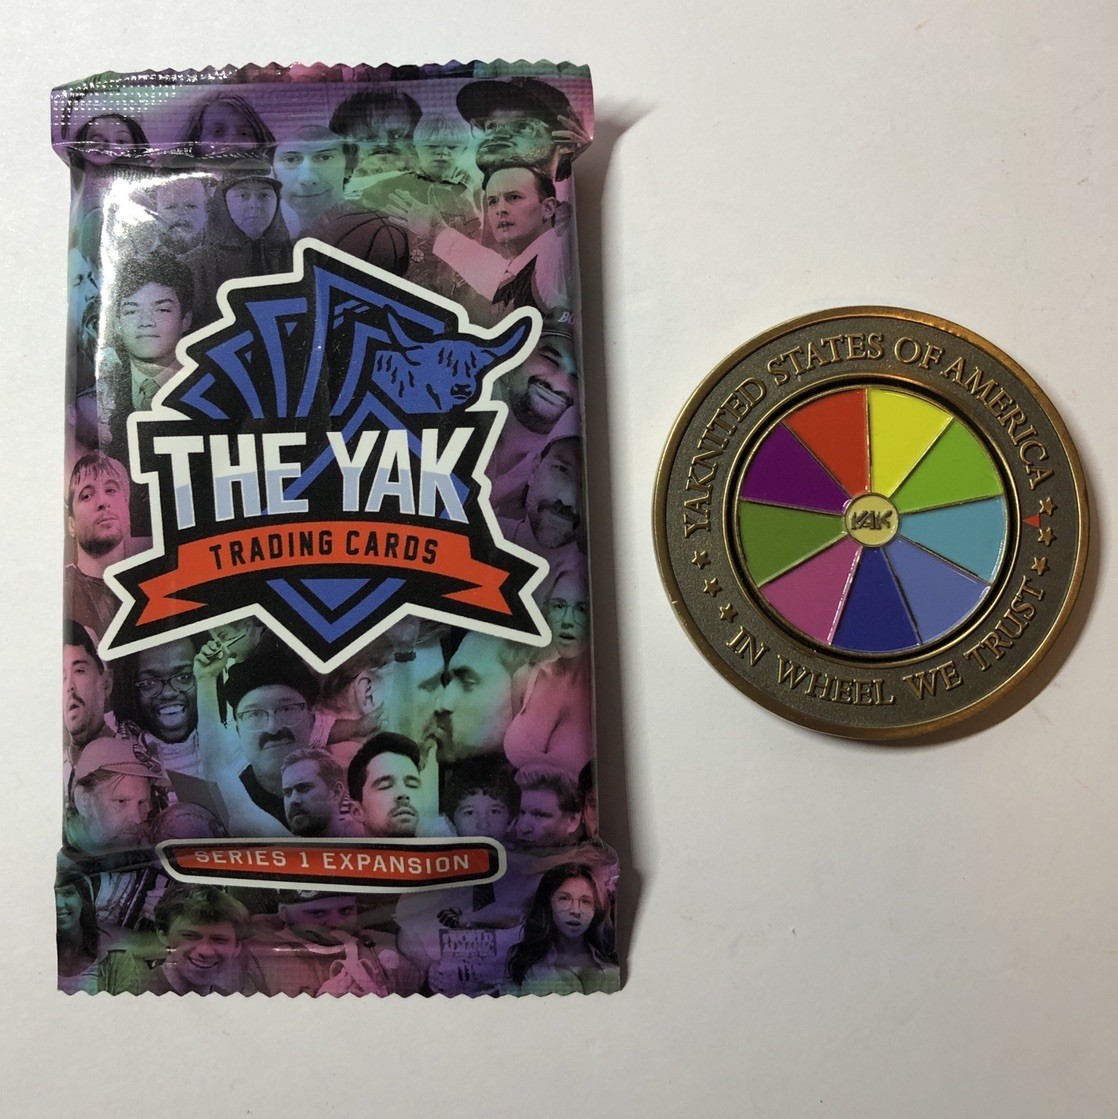 THE YAK
TRADING CARDS
SERIES 1 EXPANSION
YAKNITED STATES OF AMERICA
YAK
IN WHEEL WE TRUST